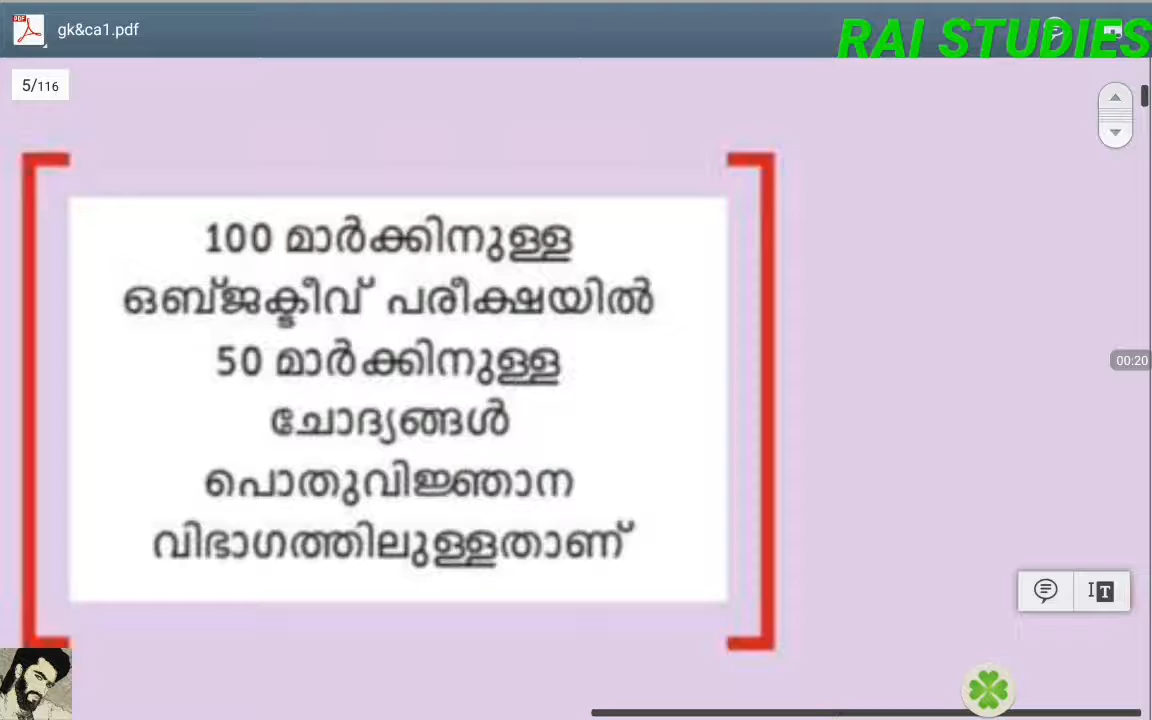 gk&ca1.pdf
RAI STUDIES
5/116
100 മാർക്കിനുള്ള
ഒബ്ജക്ടീവ് പരീക്ഷയിൽ
50 മാർക്കിനുള്ള
ചോദ്യങ്ങൾ
പൊതുവിജ്ഞാന
വിഭാഗത്തിലുള്ളതാണ്
00:20